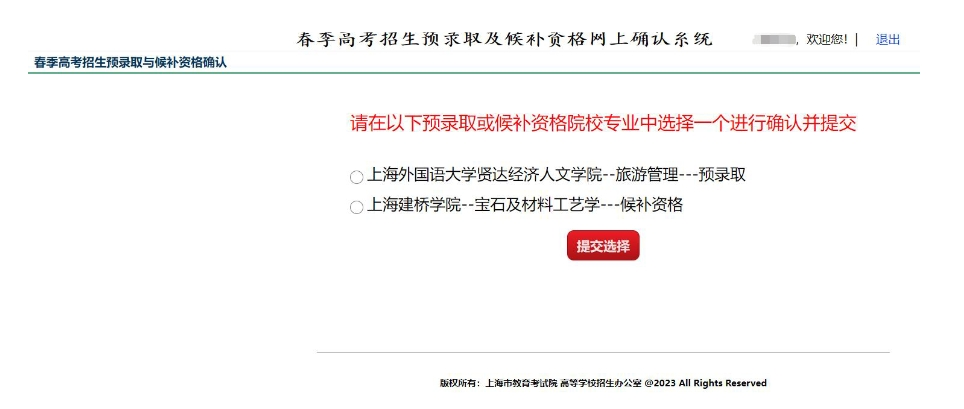 春季高考招生预录取及候补资格网上确认系统
，欢迎您！| 退出
春季高考招生预录取与候补资格确认
请在以下预录取或候补资格院校专业中选择一个进行确认并提交
上海外国语大学贤达经济人文学院--旅游管理---预录取
上海建桥学院--宝石及材料工艺学---候补资格
提交选择
版权所有：上海市教育考试院 高等学校招生办公室 @2023 All Rights Reserved